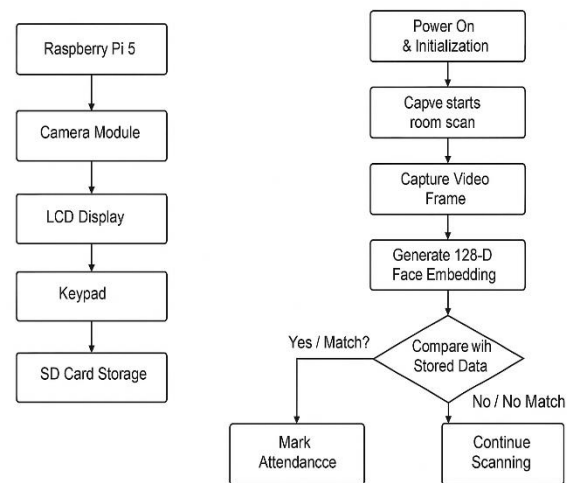 Raspberry Pi 5
Camera Module
LCD Display
Keypad
SD Card Storage
Power On
& Initialization
Capve starts
room scan
Capture Video
Frame
Generate 128-D
Face Embedding
Compare wih
Stored Data
Yes / Match?
No / No Match
Mark
Attendancce
Continue
Scanning